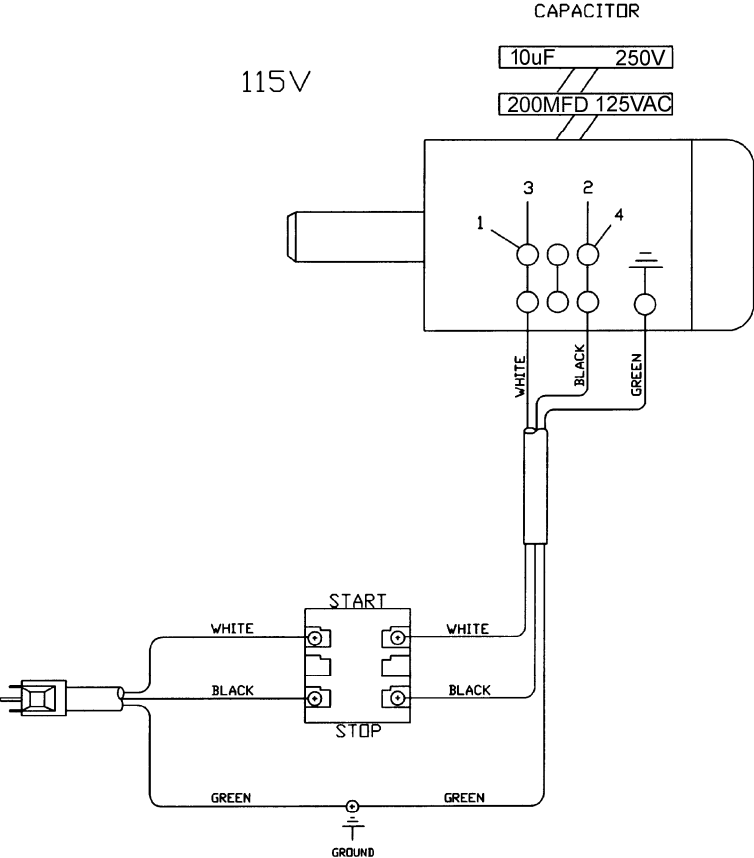 CAPACITOR
10uF 250V
115V
200MFD 125VAC
3 2
1 4
WHITE
BLACK
GREEN
START
WHITE WHITE
BLACK BLACK
STOP
GREEN GREEN
GROUND